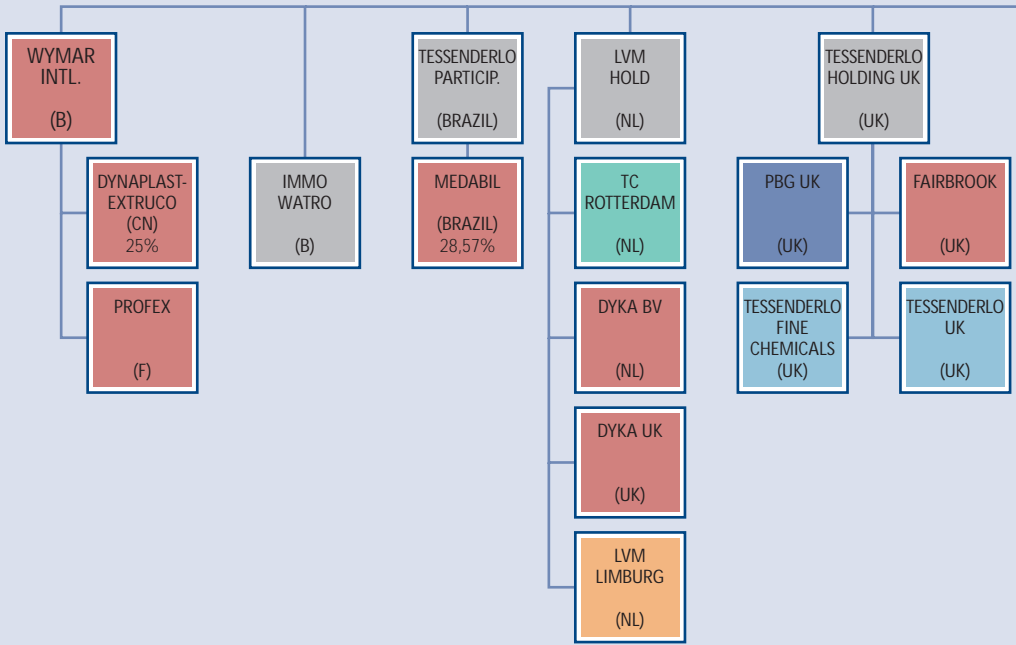 WYMAR
INTL.
(B)
DYNAPLAST-
EXTRUCO
(CN)
25%
PROFEX
(F)
IMMO
WATRO
(B)
TESSENDERLO
PARTICIP.
(BRAZIL)
MEDABIL
(BRAZIL)
28,57%
LVM
HOLD
(NL)
TC
ROTTERDAM
(NL)
DYKA BV
(NL)
DYKA UK
(UK)
LVM
LIMBURG
(NL)
TESSENDERLO
HOLDING UK
(UK)
PBG UK
(UK)
FAIRBROOK
(UK)
TESSENDERLO
FINE
CHEMICALS
(UK)
TESSENDERLO
UK
(UK)